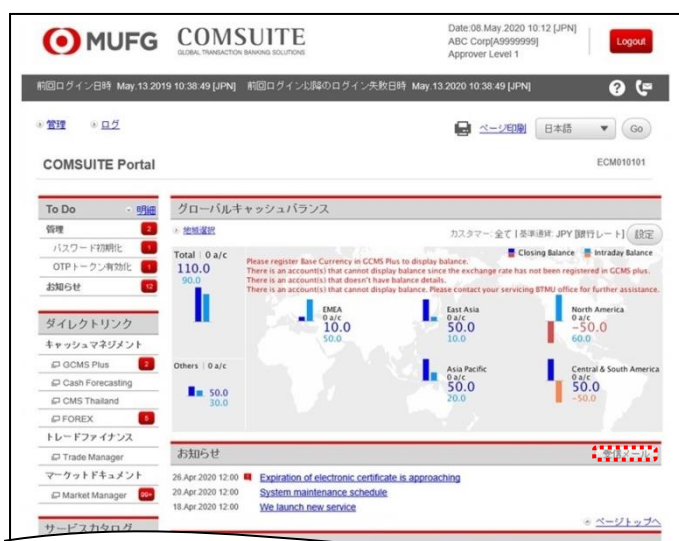 MUFG
COMSUITE
GLOBAL TRANSACTION BANKING SOLUTIONS
Date:08.May.2020 10:12 [JPN]
ABC Corp[A9999999]
Approver Level 1
Logout
前回ログイン日時 May.13.2019 10:38:49 [JPN] 前回ログイン以降のログイン失敗日時 May.13.2020 10:38:49 [JPN]
管理 ログ
ページ印刷 日本語 Go
COMSUITE Portal
ECM010101
To Do 明細
管理 2
パスワード初期化 1
OTPトークン有効化 1
お知らせ 12
ダイレクトリンク
キャッシュマネジメント
GCMS Plus 2
Cash Forecasting
CMS Thailand
FOREX 5
トレードファイナンス
Trade Manager
マーケットドキュメント
Market Manager 99+
サービスカタログ
グローバルキャッシュバランス
地域選択
カスタマー: 全て | 基準通貨: JPY [銀行レート] 設定
Closing Balance Intraday Balance
Total | 0 a/c
110.0
90.0
Please register Base Currency in GCMS Plus to display balance.
There is an account(s) that cannot display balance since the exchange rate has not been registered in GCMS plus.
There is an account(s) that doesn't have balance details.
There is an account(s) that cannot display balance. Please contact your servicing BTMU office for further assistance.
EMEA
0 a/c
10.0
50.0
East Asia
0 a/c
50.0
10.0
North America
0 a/c
-50.0
60.0
Others | 0 a/c
50.0
30.0
Asia Pacific
0 a/c
50.0
20.0
Central & South America
0 a/c
50.0
-50.0
お知らせ
受信メール
26.Apr.2020 12:00 Expiration of electronic certificate is approaching
20.Apr.2020 12:00 System maintenance schedule
18.Apr.2020 12:00 We launch new service
ページトップへ